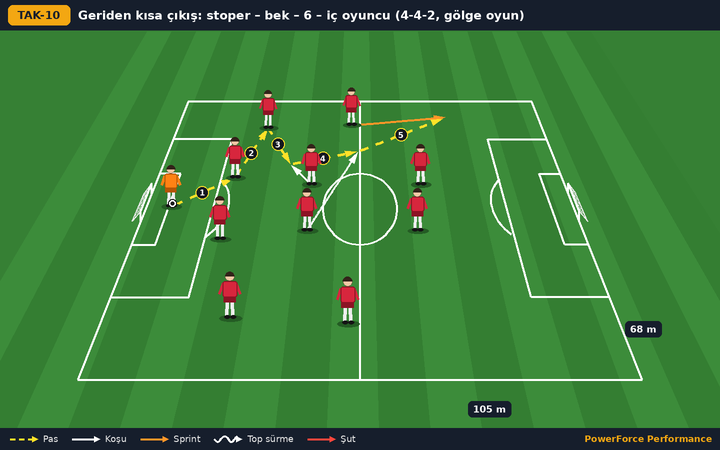 TAK-10 Geriden kısa çıkış: stoper – bek – 6 – iç oyuncu (4-4-2, gölge oyun)
5
3
2
4
1
68 m
105 m
Pas Koşu Sprint Top sürme Şut PowerForce Performance